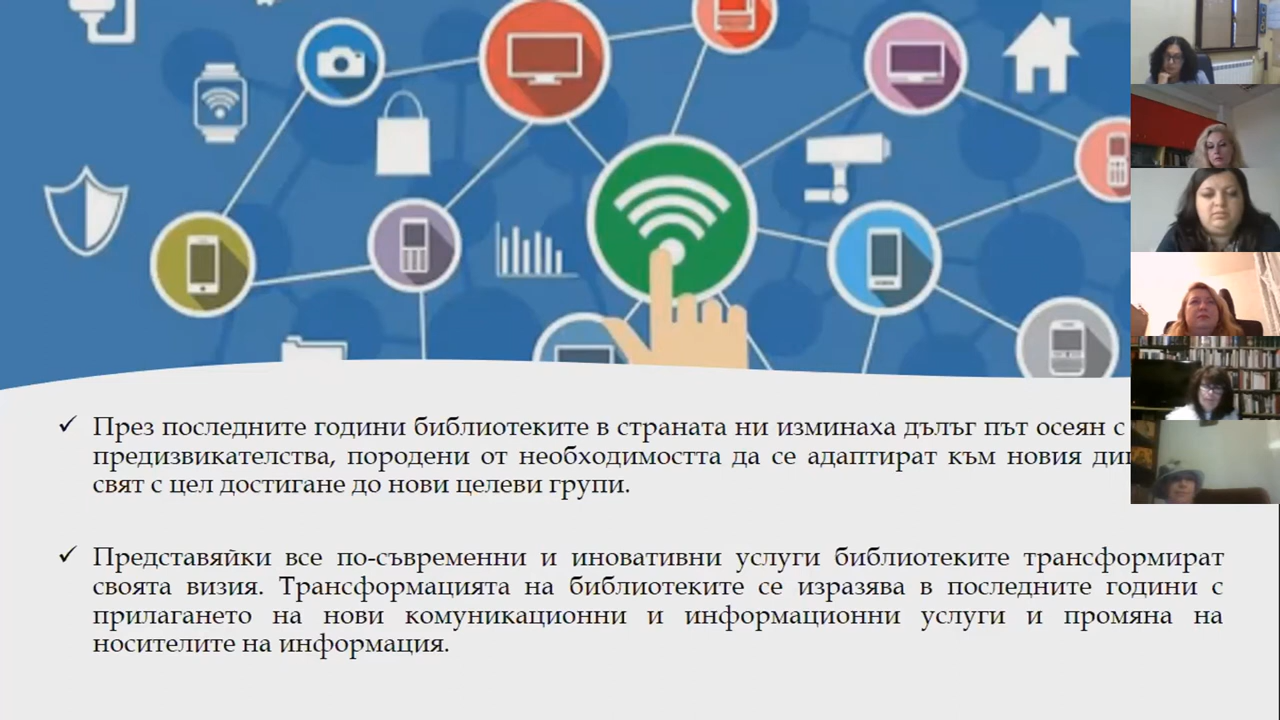 През последните години библиотеките в страната ни изминаха дълъг път осеян с
предизвикателства, породени от необходимостта да се адаптират към новия
свят с цел достигане до нови целеви групи.
Представяйки все по-съвременни и иновативни услуги библиотеките трансформират
своята визия. Трансформацията на библиотеките се изразява в последните години с
прилагането на нови комуникационни и информационни услуги и промяна на
носителите на информация.